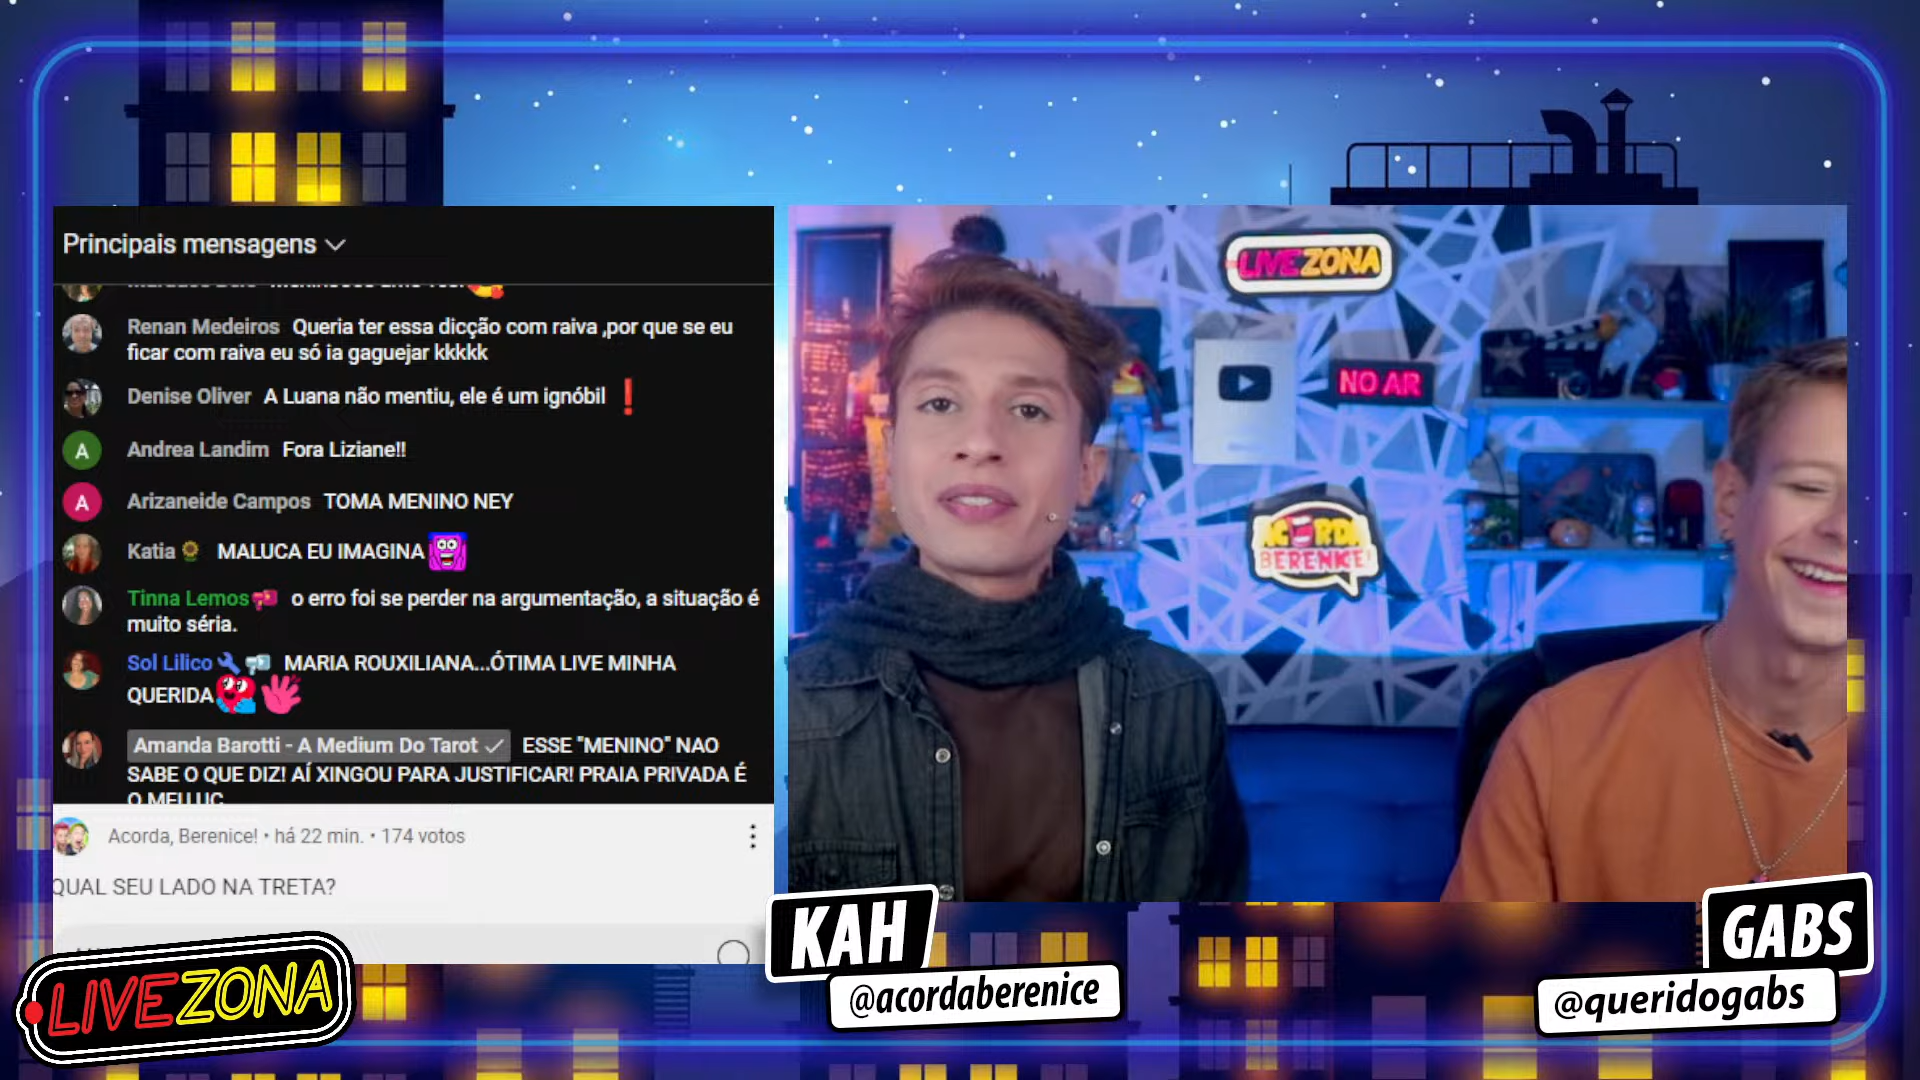 Principais mensagens
Renan Medeiros Queria ter essa dicção com raiva ,por que se eu
ficar com raiva eu só ia gaguejar kkkkk
Denise Oliver A Luana não mentiu, ele é um ignóbil ❗
A Andrea Landim Fora Liziane!!
A Arizaneide Campos TOMA MENINO NEY
Katia🌻 MALUCA EU IMAGINA
Tinna Lemos o erro foi se perder na argumentação, a situação é
muito séria.
Sol Lilico MARIA ROUXILIANA...ÓTIMA LIVE MINHA
QUERIDA
Amanda Barotti - A Medium Do Tarot ESSE "MENINO" NAO
SABE O QUE DIZ! AÍ XINGOU PARA JUSTIFICAR! PRAIA PRIVADA É
Acorda, Berenice! • há 22 min. • 174 votos
QUAL SEU LADO NA TRETA?
LIVEZONA
LIVEZONA
NO AR
ACORDA
BERENICE!
KAH
@acordaberenice
GABS
@queridogabs